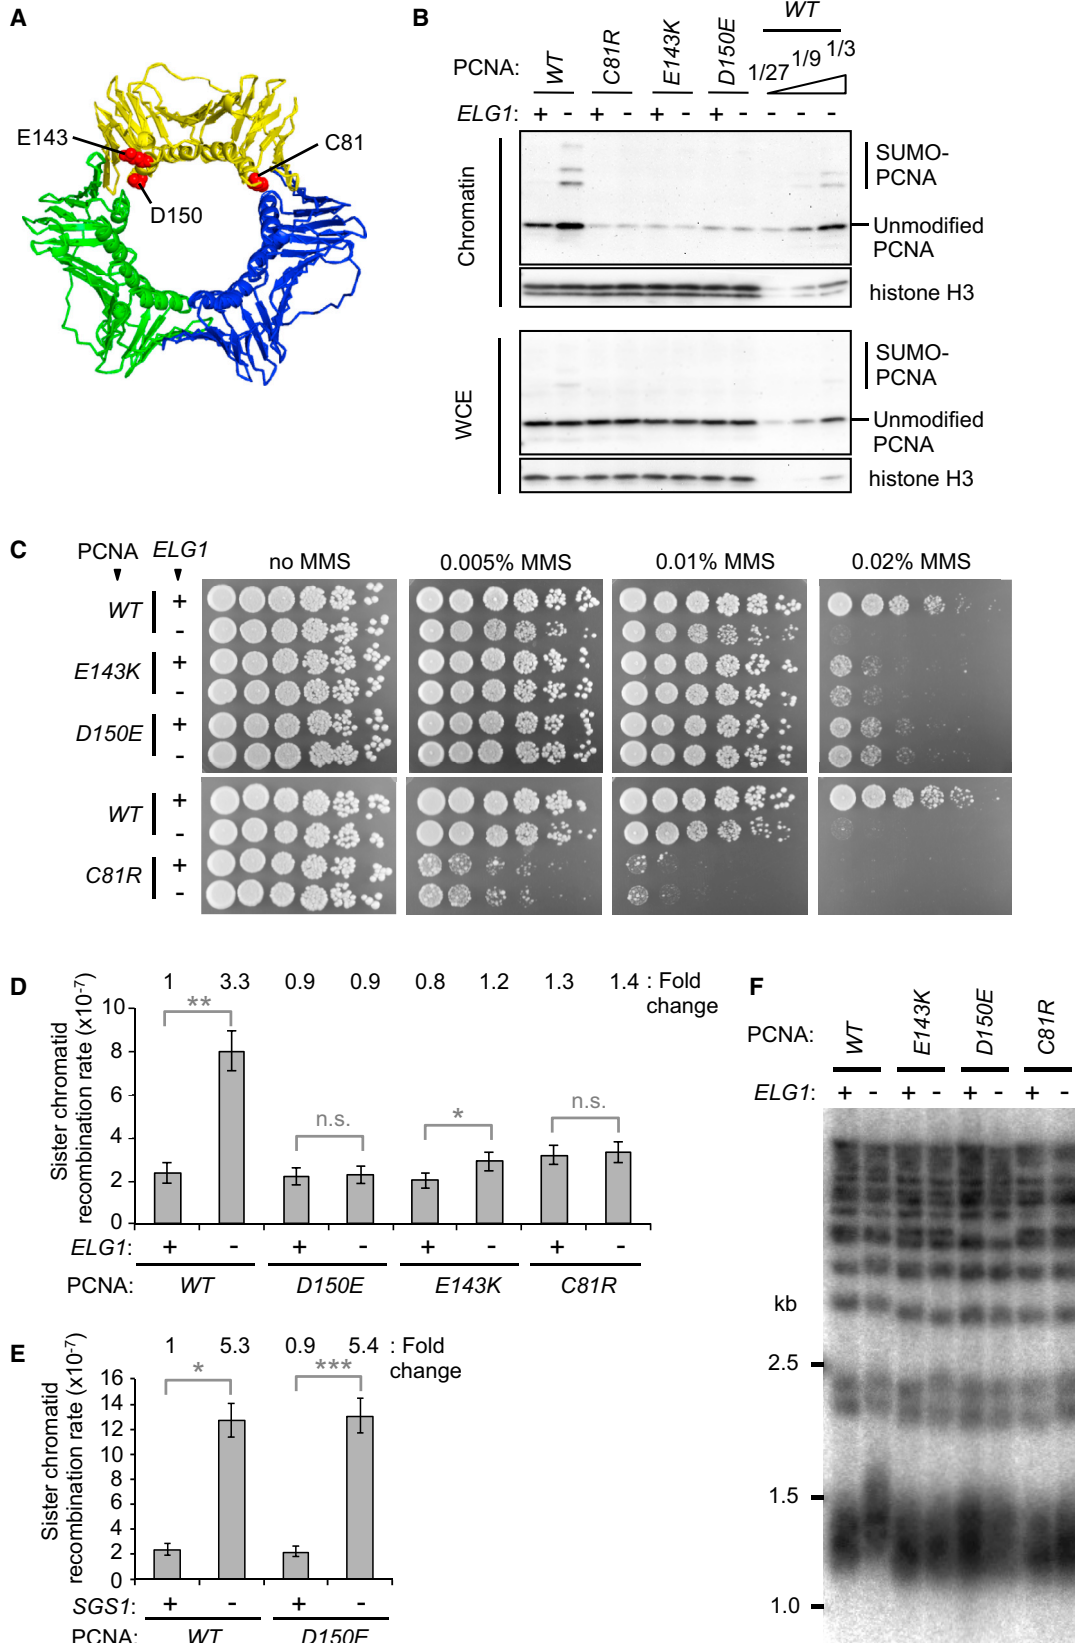 A
E143
C81
D150
B
WT
PCNA:
WT
C81R
E143K
D150E
1/27
1/9
1/3
ELG1:
+ - + - + - + - - - -
Chromatin
SUMO-
PCNA
Unmodified
PCNA
histone H3
WCE
SUMO-
PCNA
Unmodified
PCNA
histone H3
C
PCNA ELG1
no MMS 0.005% MMS 0.01% MMS 0.02% MMS
WT + -
E143K + -
D150E + -
WT + -
C81R + -
D
1 3.3 0.9 0.9 0.8 1.2 1.3 1.4 : Fold
change
Sister chromatid
recombination rate (x10-7)
10
8
6
4
2
0
** n.s. * n.s.
ELG1: + - + - + - + -
PCNA: WT D150E E143K C81R
E
1 5.3 0.9 5.4 : Fold
change
Sister chromatid
recombination rate (x10-7)
16
14
12
10
8
6
4
2
0
* ***
SGS1: + - + -
PCNA: WT D150E
F
PCNA: WT E143K D150E C81R
ELG1: + - + - + - + -
kb
2.5
1.5
1.0